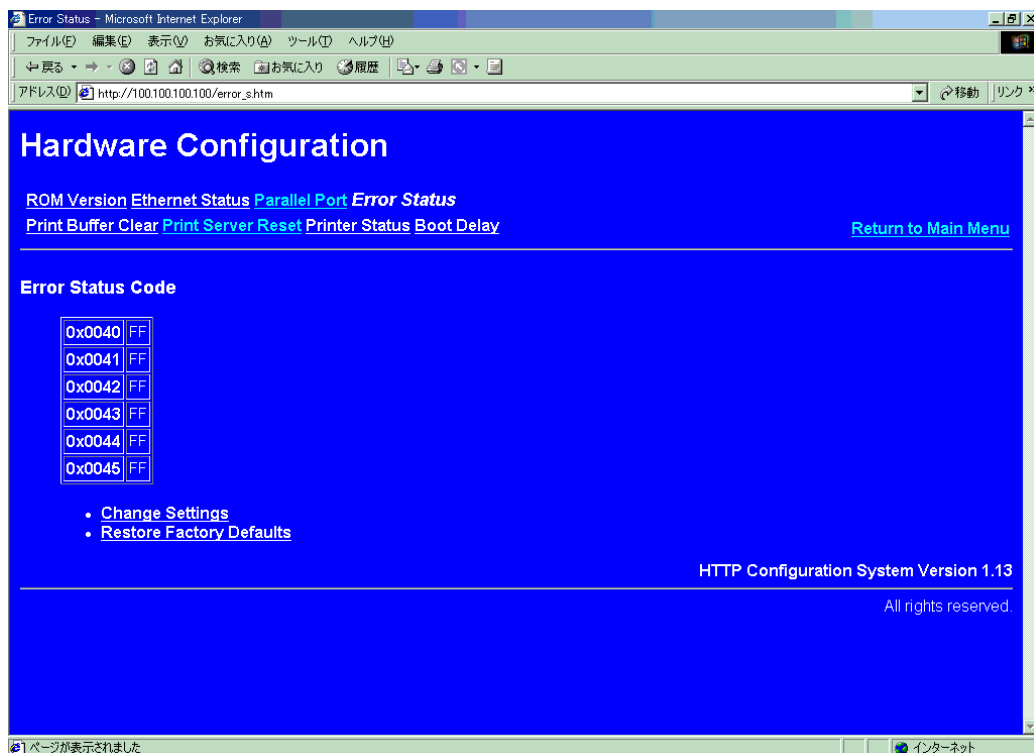 Error Status - Microsoft Internet Explorer
ファイル(F) 編集(E) 表示(V) お気に入り(A) ツール(T) ヘルプ(H)
戻る 検索 お気に入り 履歴
アドレス(D) http://100.100.100.100/error_s.htm 移動 リンク »
Hardware Configuration
ROM Version Ethernet Status Parallel Port Error Status
Print Buffer Clear Print Server Reset Printer Status Boot Delay Return to Main Menu
Error Status Code
0x0040 FF
0x0041 FF
0x0042 FF
0x0043 FF
0x0044 FF
0x0045 FF
• Change Settings
• Restore Factory Defaults
HTTP Configuration System Version 1.13
All rights reserved.
ページが表示されました インターネット